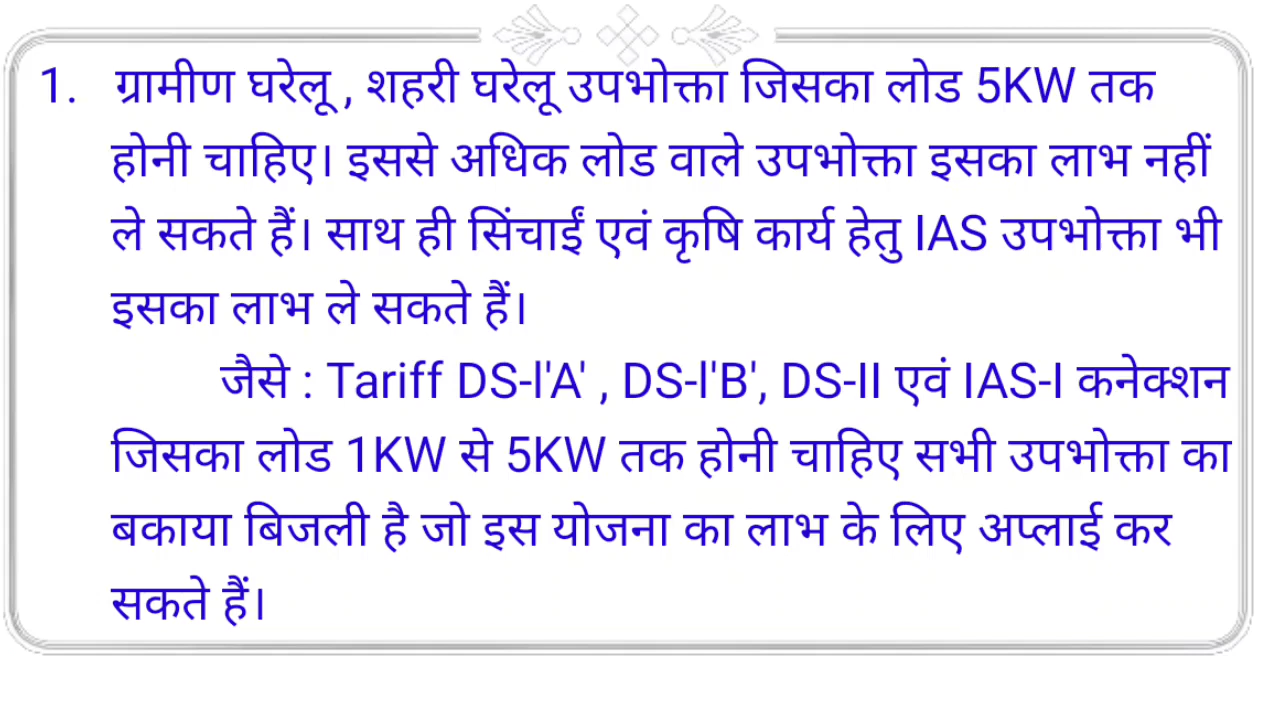 1. ग्रामीण घरेलू , शहरी घरेलू उपभोक्ता जिसका लोड 5KW तक
होनी चाहिए। इससे अधिक लोड वाले उपभोक्ता इसका लाभ नहीं
ले सकते हैं। साथ ही सिंचाईं एवं कृषि कार्य हेतु IAS उपभोक्ता भी
इसका लाभ ले सकते हैं।
जैसे : Tariff DS-I'A' , DS-I'B', DS-II एवं IAS-I कनेक्शन
जिसका लोड 1KW से 5KW तक होनी चाहिए सभी उपभोक्ता का
बकाया बिजली है जो इस योजना का लाभ के लिए अप्लाई कर
सकते हैं।